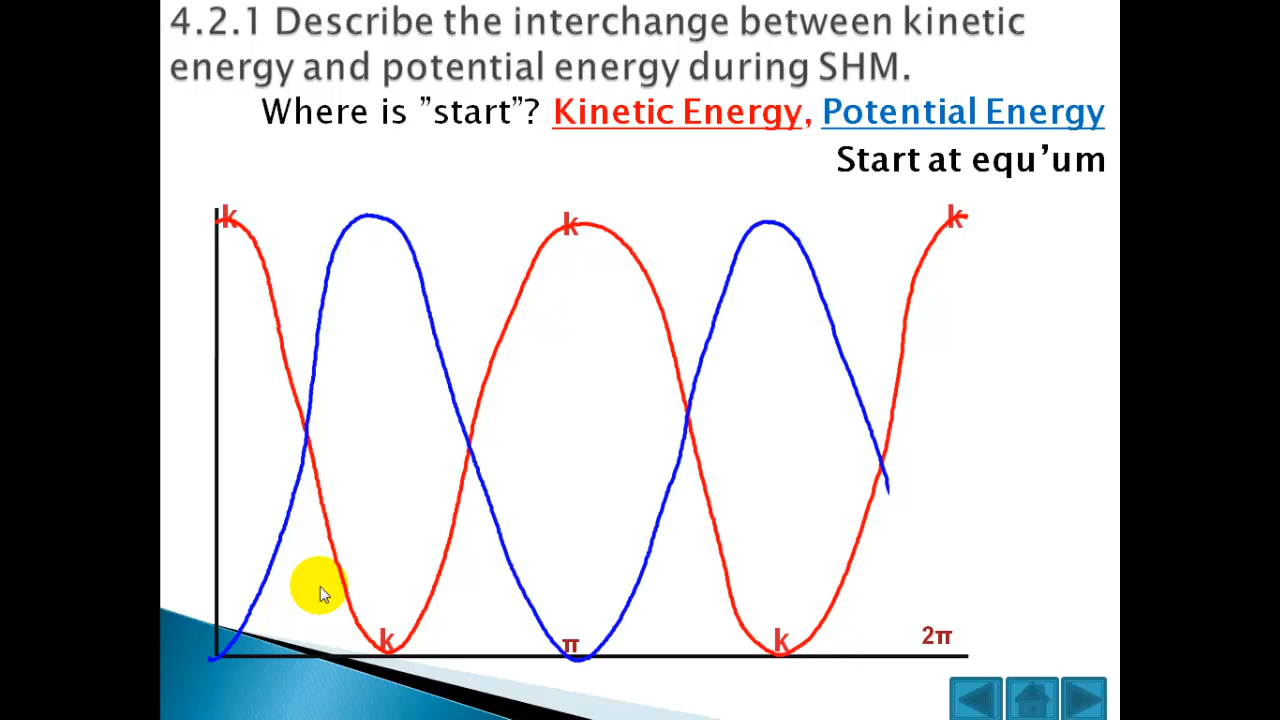 4.2.1 Describe the interchange between kinetic
energy and potential energy during SHM.
Where is ”start”? Kinetic Energy, Potential Energy
Start at equ’um
k k k
k π k 2π